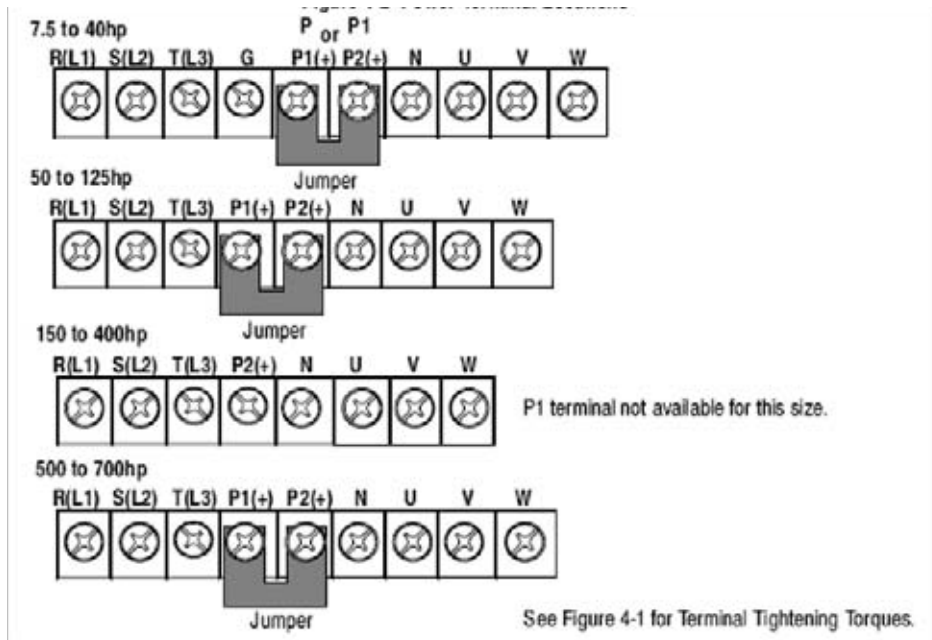 7.5 to 40hp
P or P1
R(L1) S(L2) T(L3) G P1(+) P2(+) N U V W
Jumper
50 to 125hp
R(L1) S(L2) T(L3) P1(+) P2(+) N U V W
Jumper
150 to 400hp
R(L1) S(L2) T(L3) P2(+) N U V W
P1 terminal not available for this size.
500 to 700hp
R(L1) S(L2) T(L3) P1(+) P2(+) N U V W
Jumper
See Figure 4-1 for Terminal Tightening Torques.